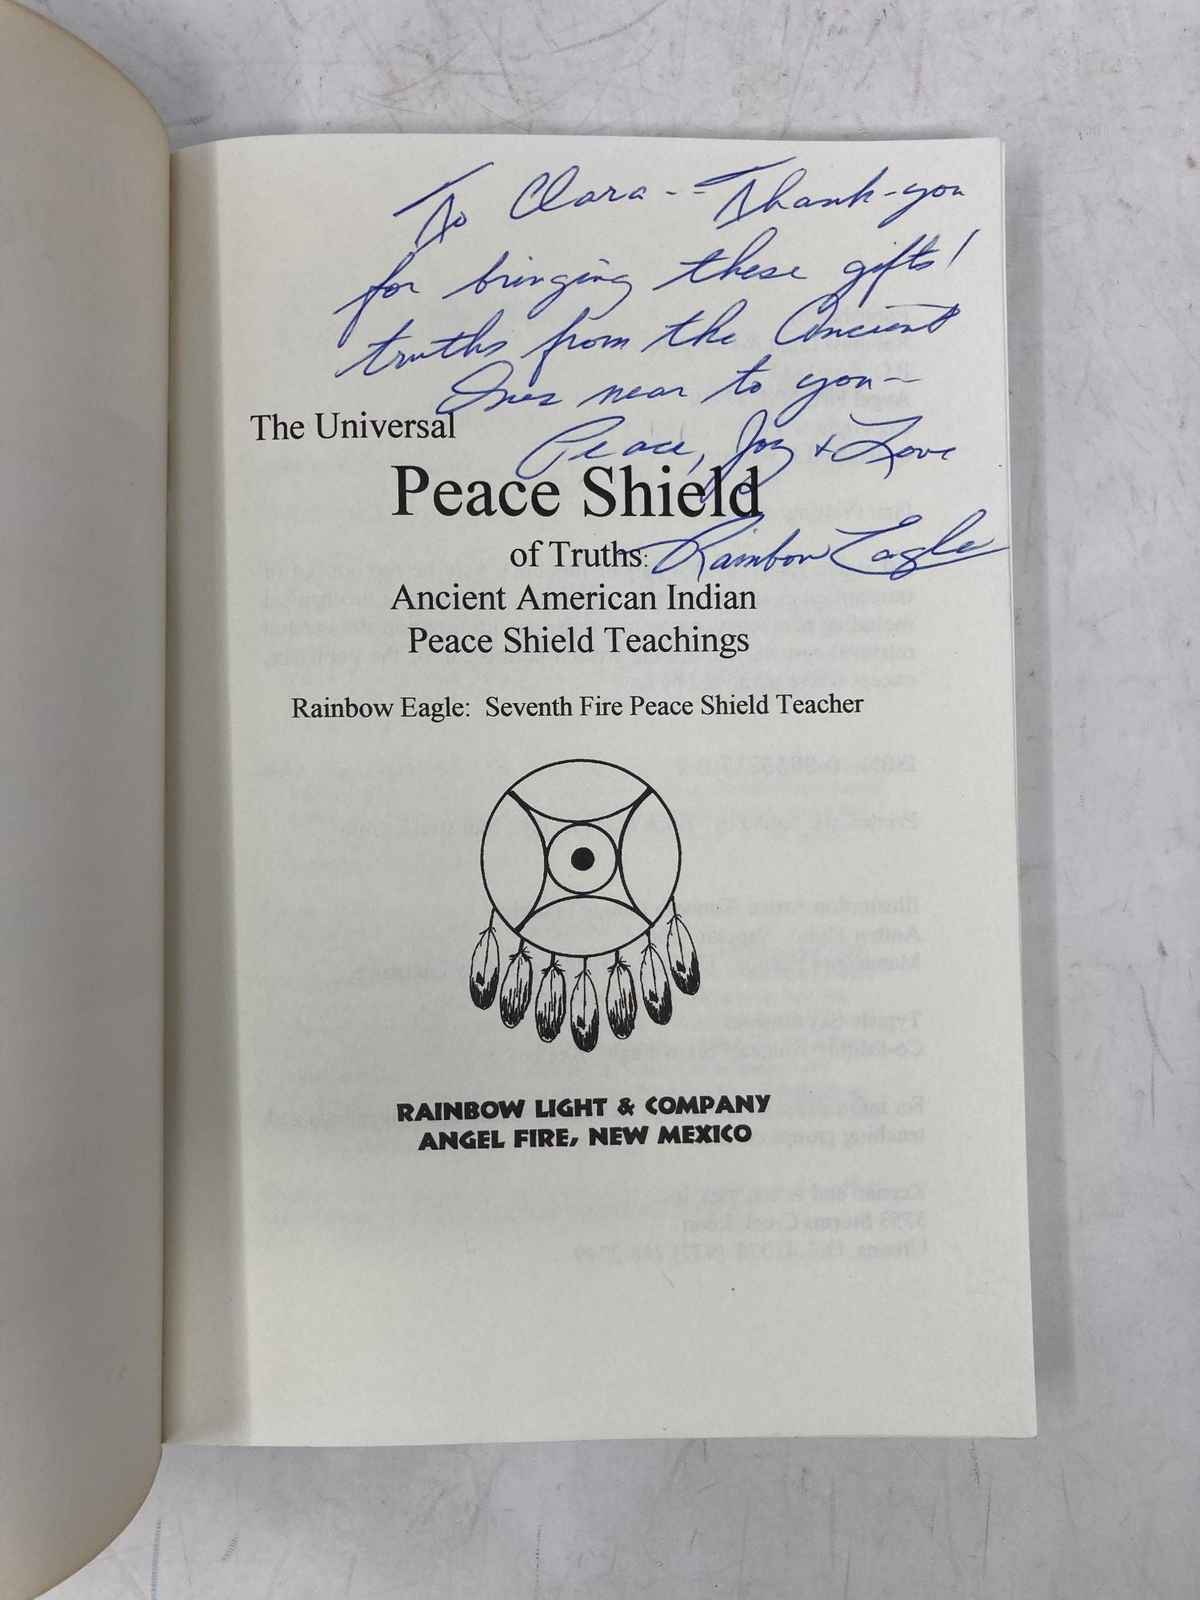 To Clara -- Thank-you
for bringing these gifts /
truths from the Ancient
Ones near to you –
Peace, Joy & Love
Rainbow Eagle
The Universal
Peace Shield
of Truths:
Ancient American Indian
Peace Shield Teachings
Rainbow Eagle: Seventh Fire Peace Shield Teacher
RAINBOW LIGHT & COMPANY
ANGEL FIRE, NEW MEXICO